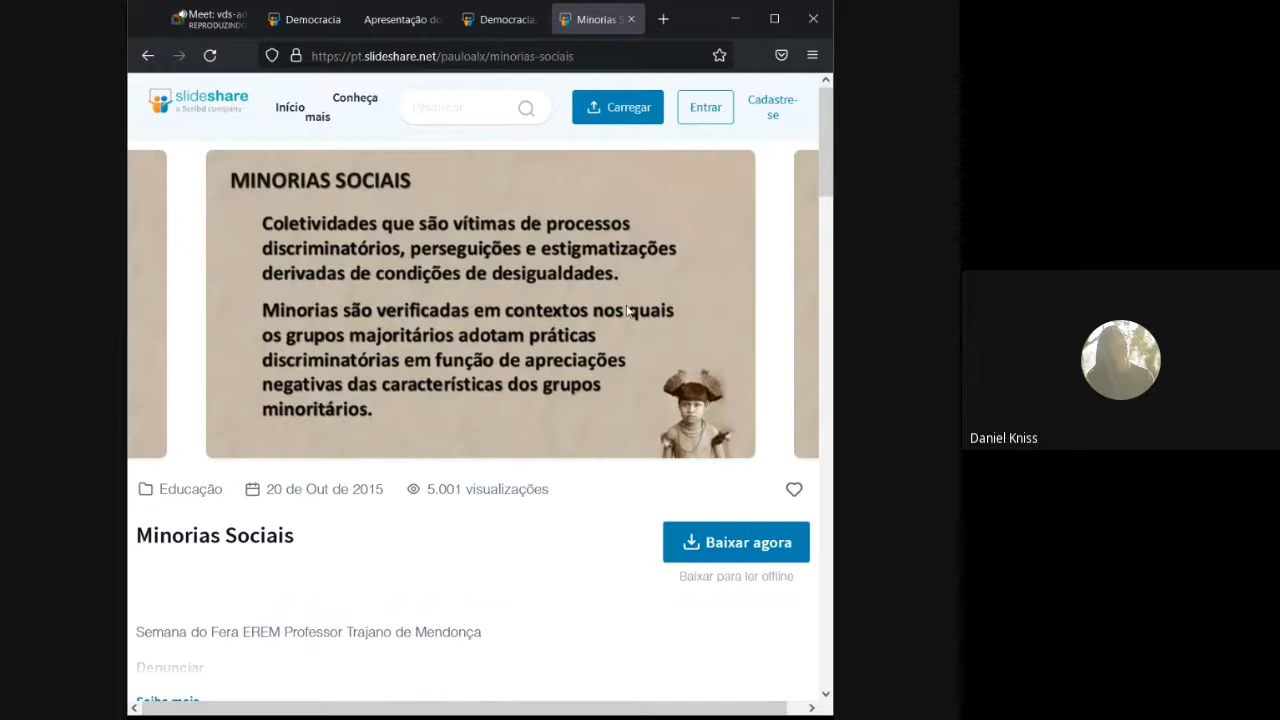 Meet: vds-ad
REPRODUZINDO
Democracia
Apresentação do
Democracia.
Minorias S
https://pt.slideshare.net/pauloalx/minorias-sociais
slideshare
a Scribd company
Início
Conheça
mais
Pesquisar
Carregar
Entrar
Cadastre-
se
MINORIAS SOCIAIS
Coletividades que são vítimas de processos
discriminatórios, perseguições e estigmatizações
derivadas de condições de desigualdades.
Minorias são verificadas em contextos nos quais
os grupos majoritários adotam práticas
discriminatórias em função de apreciações
negativas das características dos grupos
minoritários.
Educação
20 de Out de 2015
5.001 visualizações
Minorias Sociais
Baixar agora
Baixar para ler offline
Semana do Fera EREM Professor Trajano de Mendonça
Denunciar
Saiba mais
Daniel Kniss